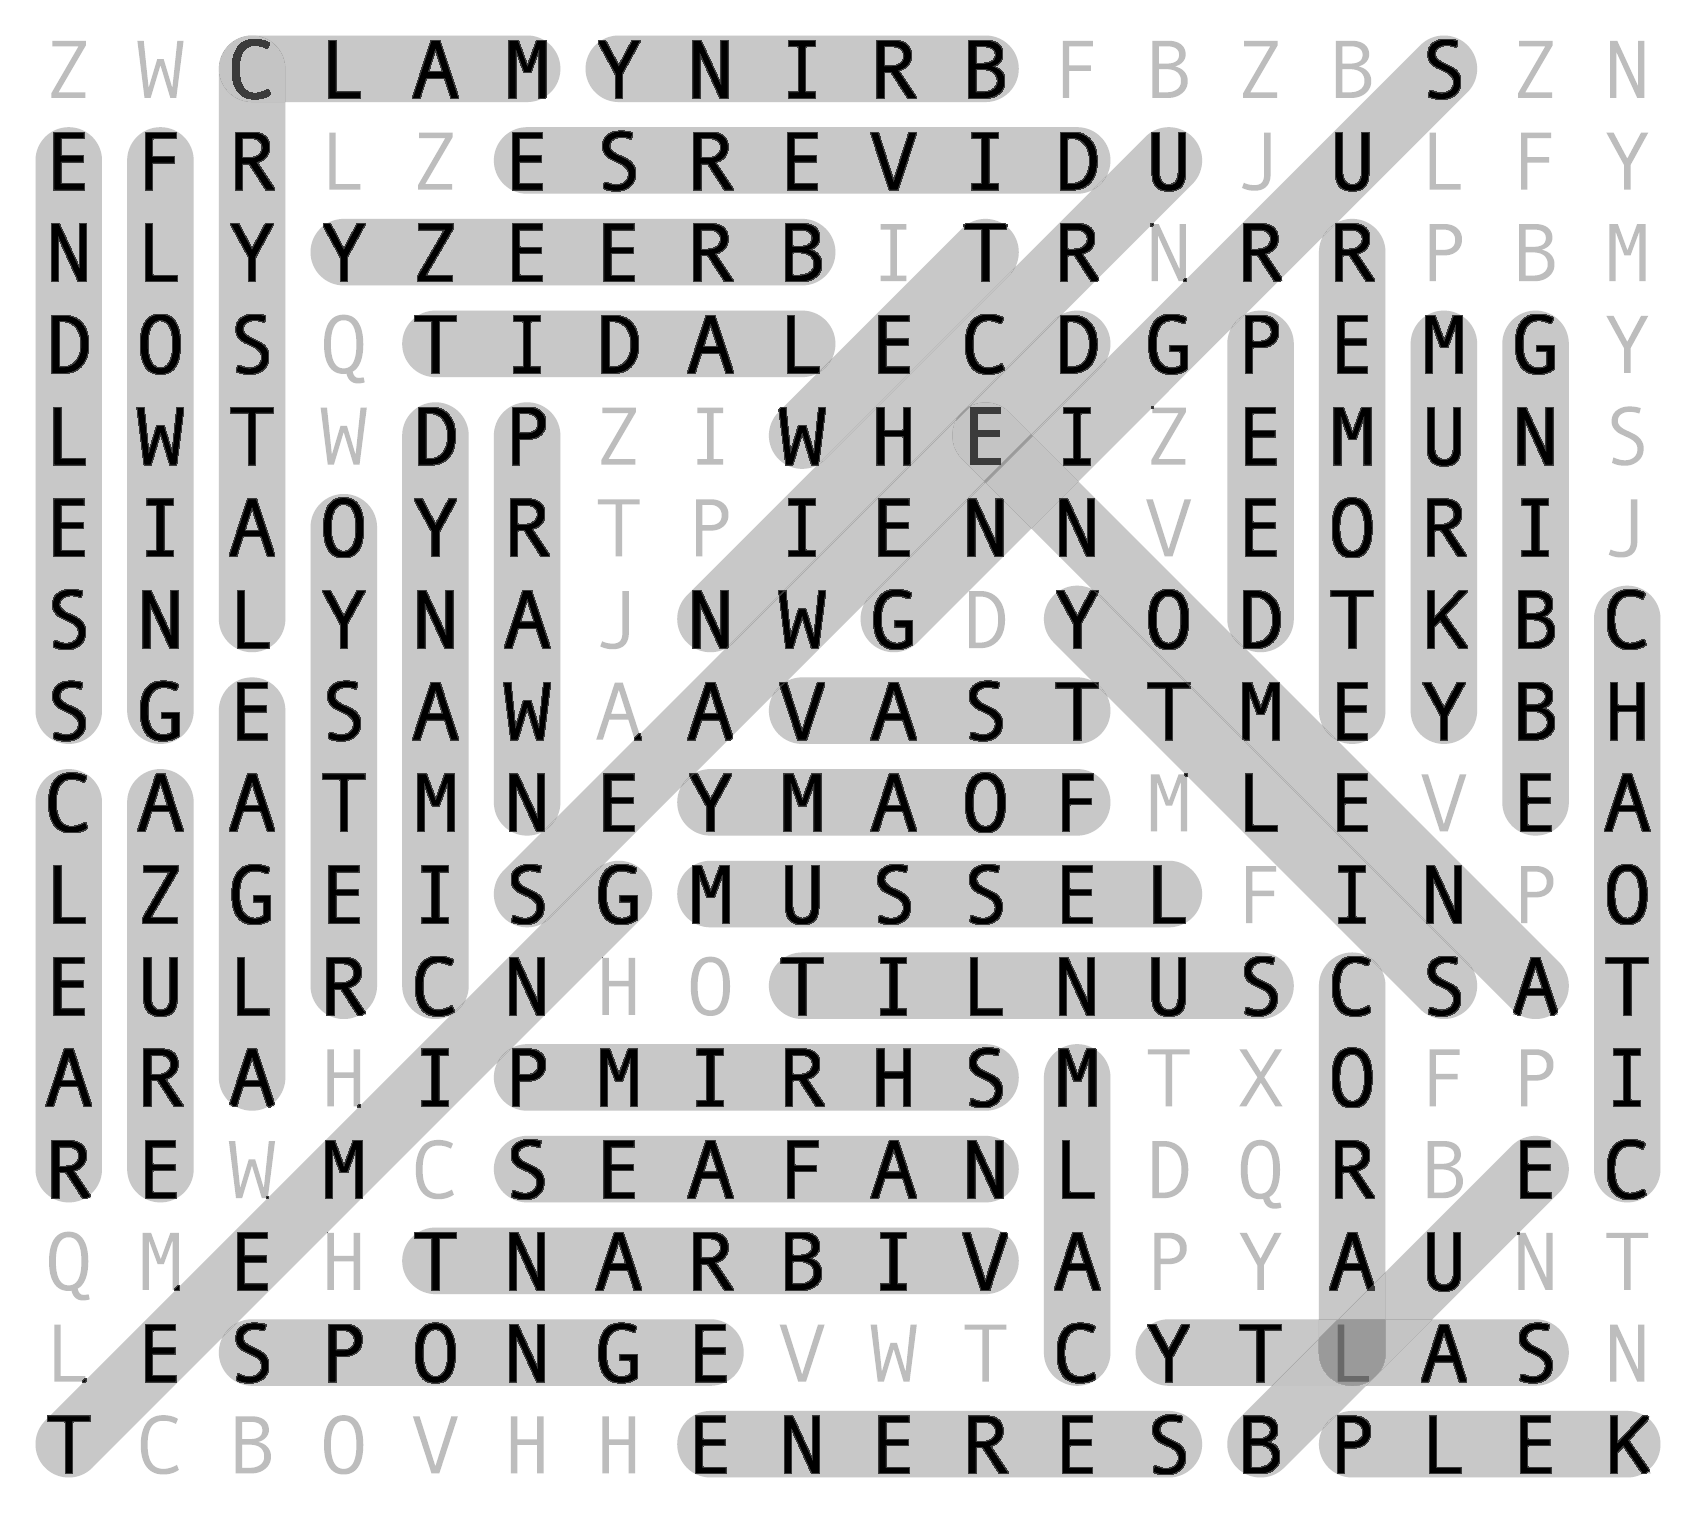 Z W C L A M Y N I R B F B Z B S Z N
E F R L Z E S R E V I D U J U L F Y
N L Y Y Z E E R B I T R N R R P B M
D O S Q T I D A L E C D G P E M G Y
L W T W D P Z I W H E I Z E M U N S
E I A O Y R T P I E N N V E O R I J
S N L Y N A J N W G D Y O D T K B C
S G E S A W A A V A S T T M E Y B H
C A A T M N E Y M A O F M L E V E A
L Z G E I S G M U S S E L F I N P O
E U L R C N H O T I L N U S C S A T
A R A H I P M I R H S M T X O F P I
R E W M C S E A F A N L D Q R B E C
Q M E H T N A R B I V A P Y A U N T
L E S P O N G E V W T C Y T L A S N
T C B O V H H E N E R E S B P L E K